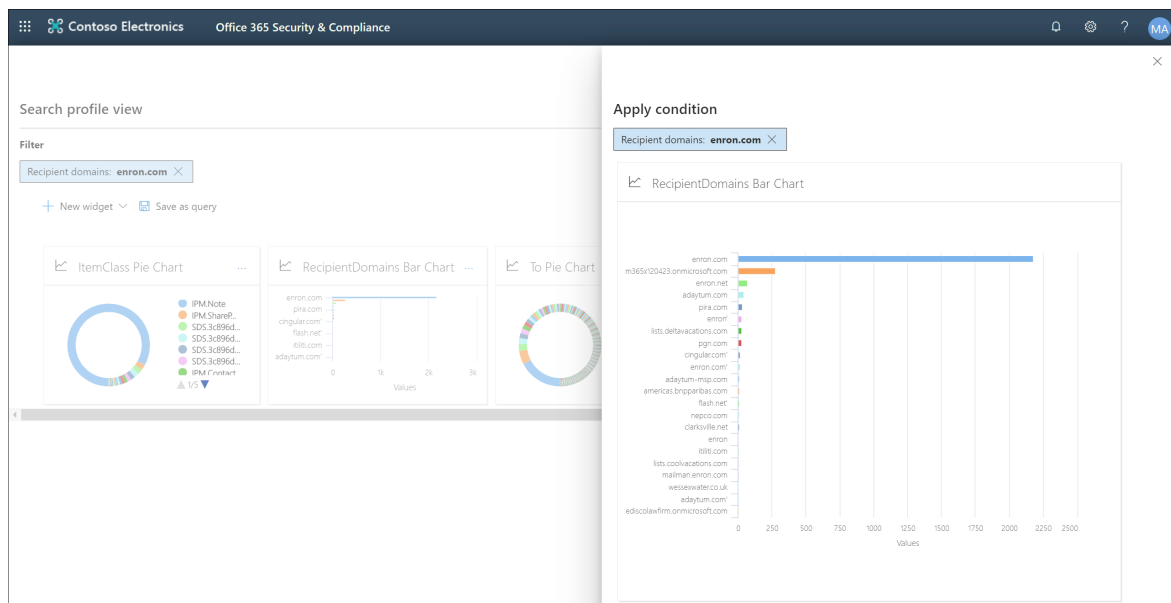 Contoso Electronics Office 365 Security & Compliance ? MA
Search profile view
Filter
Recipient domains: enron.com
New widget Save as query
ItemClass Pie Chart ...
IPM.Note
IPM.ShareP...
SDS.3c896d...
SDS.3c896d...
SDS.3c896d...
SDS.3c896d...
IPM.Contact
1/5
RecipientDomains Bar Chart ...
enron.com
pira.com
cingular.com'
flash.net'
itiliti.com
adaytum.com'
0 1k 2k 3k
Values
To Pie Chart
Apply condition
Recipient domains: enron.com
RecipientDomains Bar Chart
enron.com
m365x120423.onmicrosoft.com
enron.net
adaytum.com
pira.com
enron'
lists.deltavacations.com
pgn.com
cingular.com'
enron.com'
adaytum-msp.com
americas.bnpparibas.com
flash.net'
nepco.com
clarksville.net
enron
itiliti.com
lists.coolvacations.com
mailman.enron.com
wessexwater.co.uk
adaytum.com'
ediscolawfirm.onmicrosoft.com
0 250 500 750 1000 1250 1500 1750 2000 2250 2500
Values